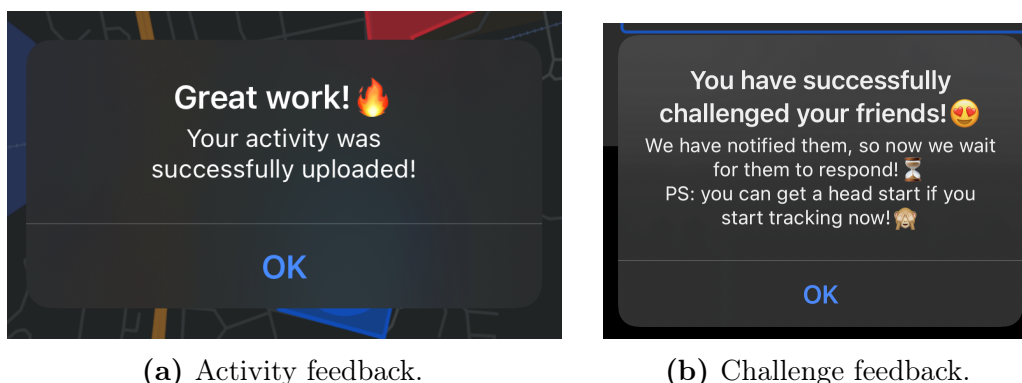 Great work!🔥
Your activity was
successfully uploaded!
OK
(a) Activity feedback.
You have successfully
challenged your friends!😍
We have notified them, so now we wait
for them to respond!⏳
PS: you can get a head start if you
start tracking now!🙈
OK
(b) Challenge feedback.